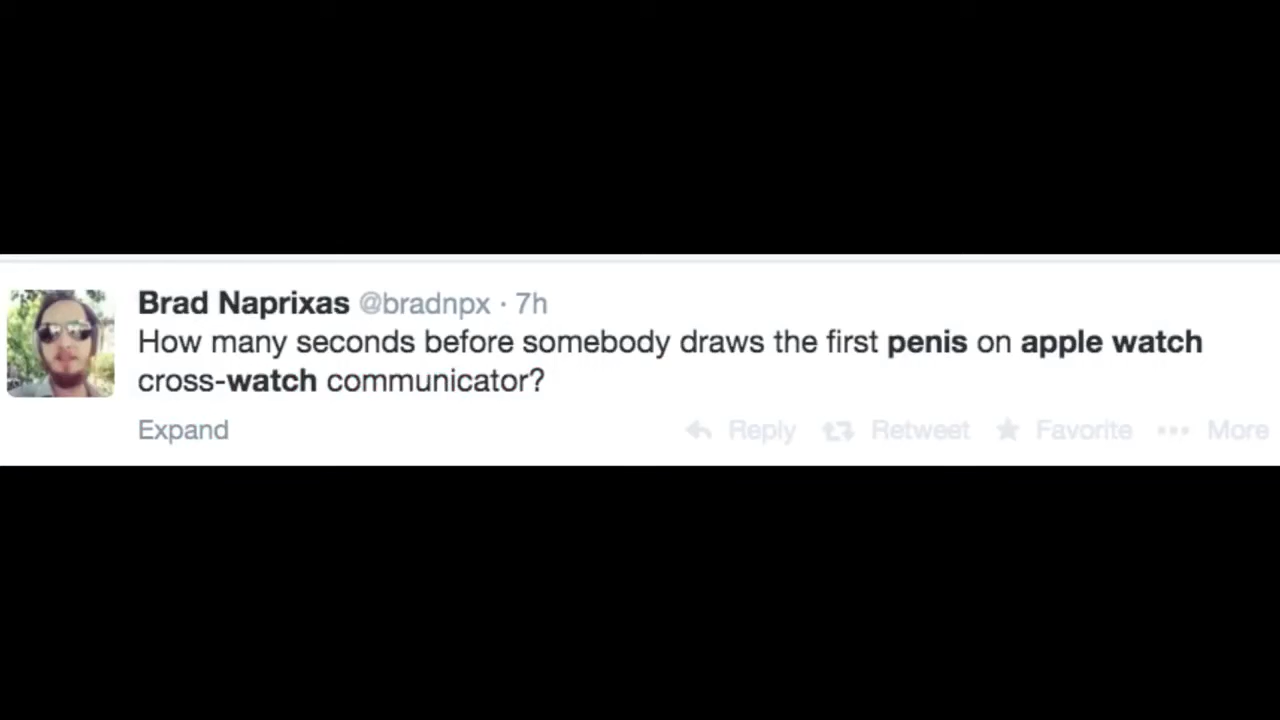 Brad Naprixas @bradnpx · 7h
How many seconds before somebody draws the first penis on apple watch
cross-watch communicator?
Expand Reply Retweet Favorite ••• More